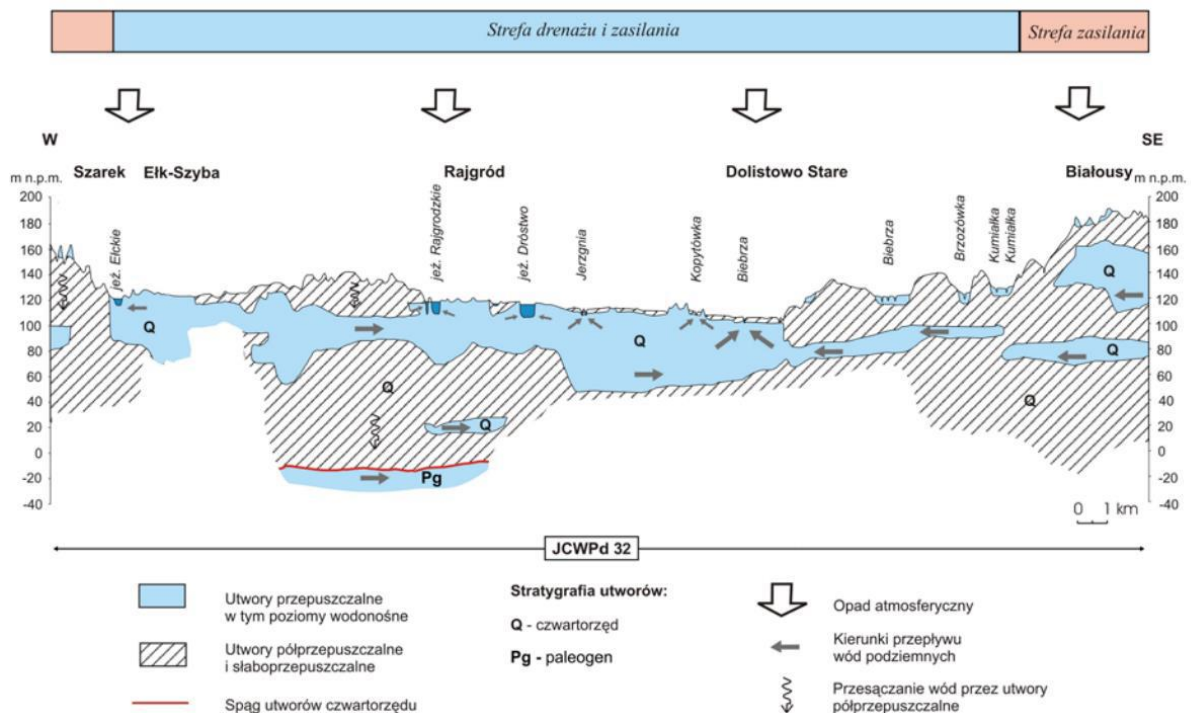 Strefa drenażu i zasilania
Strefa zasilania
W
SE
Szarek
Ełk-Szyba
Rajgród
Dolistowo Stare
Białousy
m n.p.m.
m n.p.m.
200
180
160
140
120
100
80
60
40
20
0
-20
-40
jeż. Ełckie
jeż. Rajgrodzkie
jeż. Dróstwo
Jerzgnia
Kopytówka
Biebrza
Biebrza
Brzozówka
Kumiałka
Kumiałka
200
180
160
140
120
100
80
60
40
20
0
-20
-40
Q
Q
Q
Q
Q
Q
Q
Pg
0 1 km
JCWPd 32
Utwory przepuszczalne
w tym poziomy wodonośne
Utwory półprzepuszczalne
i słaboprzepuszczalne
Spąg utworów czwartorzędu
Stratygrafia utworów:
Q - czwartorzęd
Pg - paleogen
Opad atmosferyczny
Kierunki przepływu
wód podziemnych
Przesączanie wód przez utwory
półprzepuszczalne